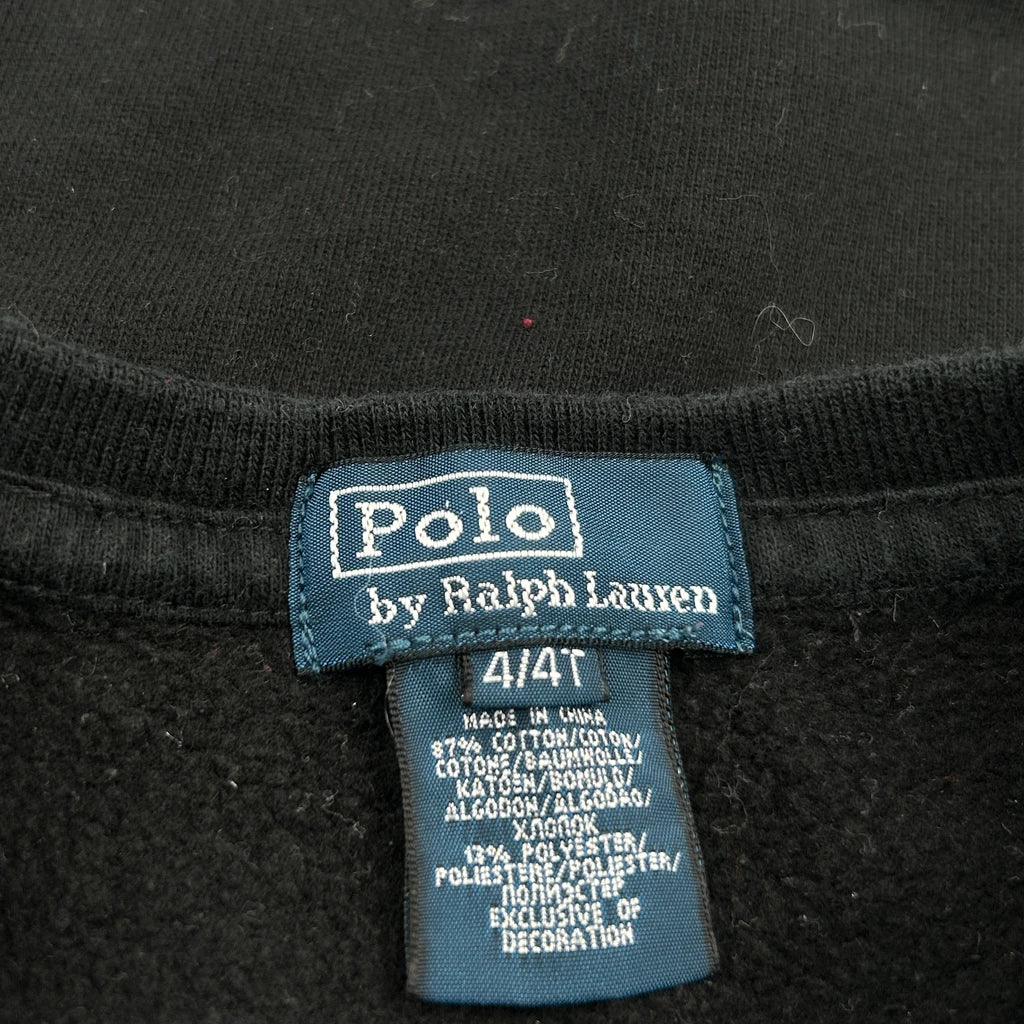 Polo
by Ralph Lauren
4/4T
MADE IN CHINA
87% COTTON/COTON/
COTONE/BAUMWOLLE/
KATOEN/BOMULD/
ALGODON/ALGODAO/
ХЛОПОК
13% POLYESTER/
POLIESTERE/POLIESTER/
ПОЛИЭСТЕР
EXCLUSIVE OF
DECORATION